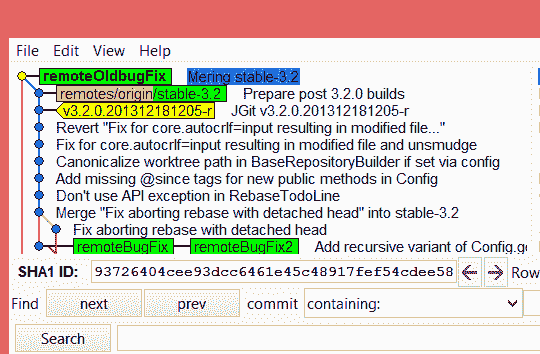 File Edit View Help
remoteOldbugFix Mering stable-3.2
remotes/origin/stable-3.2 Prepare post 3.2.0 builds
v3.2.0.201312181205-r JGit v3.2.0.201312181205-r
Revert "Fix for core.autocrlf=input resulting in modified file..."
Fix for core.autocrlf=input resulting in modified file and unsmudge
Canonicalize worktree path in BaseRepositoryBuilder if set via config
Add missing @since tags for new public methods in Config
Don't use API exception in RebaseTodoLine
Merge "Fix aborting rebase with detached head" into stable-3.2
Fix aborting rebase with detached head
remoteBugFix remoteBugFix2 Add recursive variant of Config.ge
SHA1 ID: 93726404cee93dcc6461e45c48917fef54cdee58 Row
Find next prev commit containing:
Search